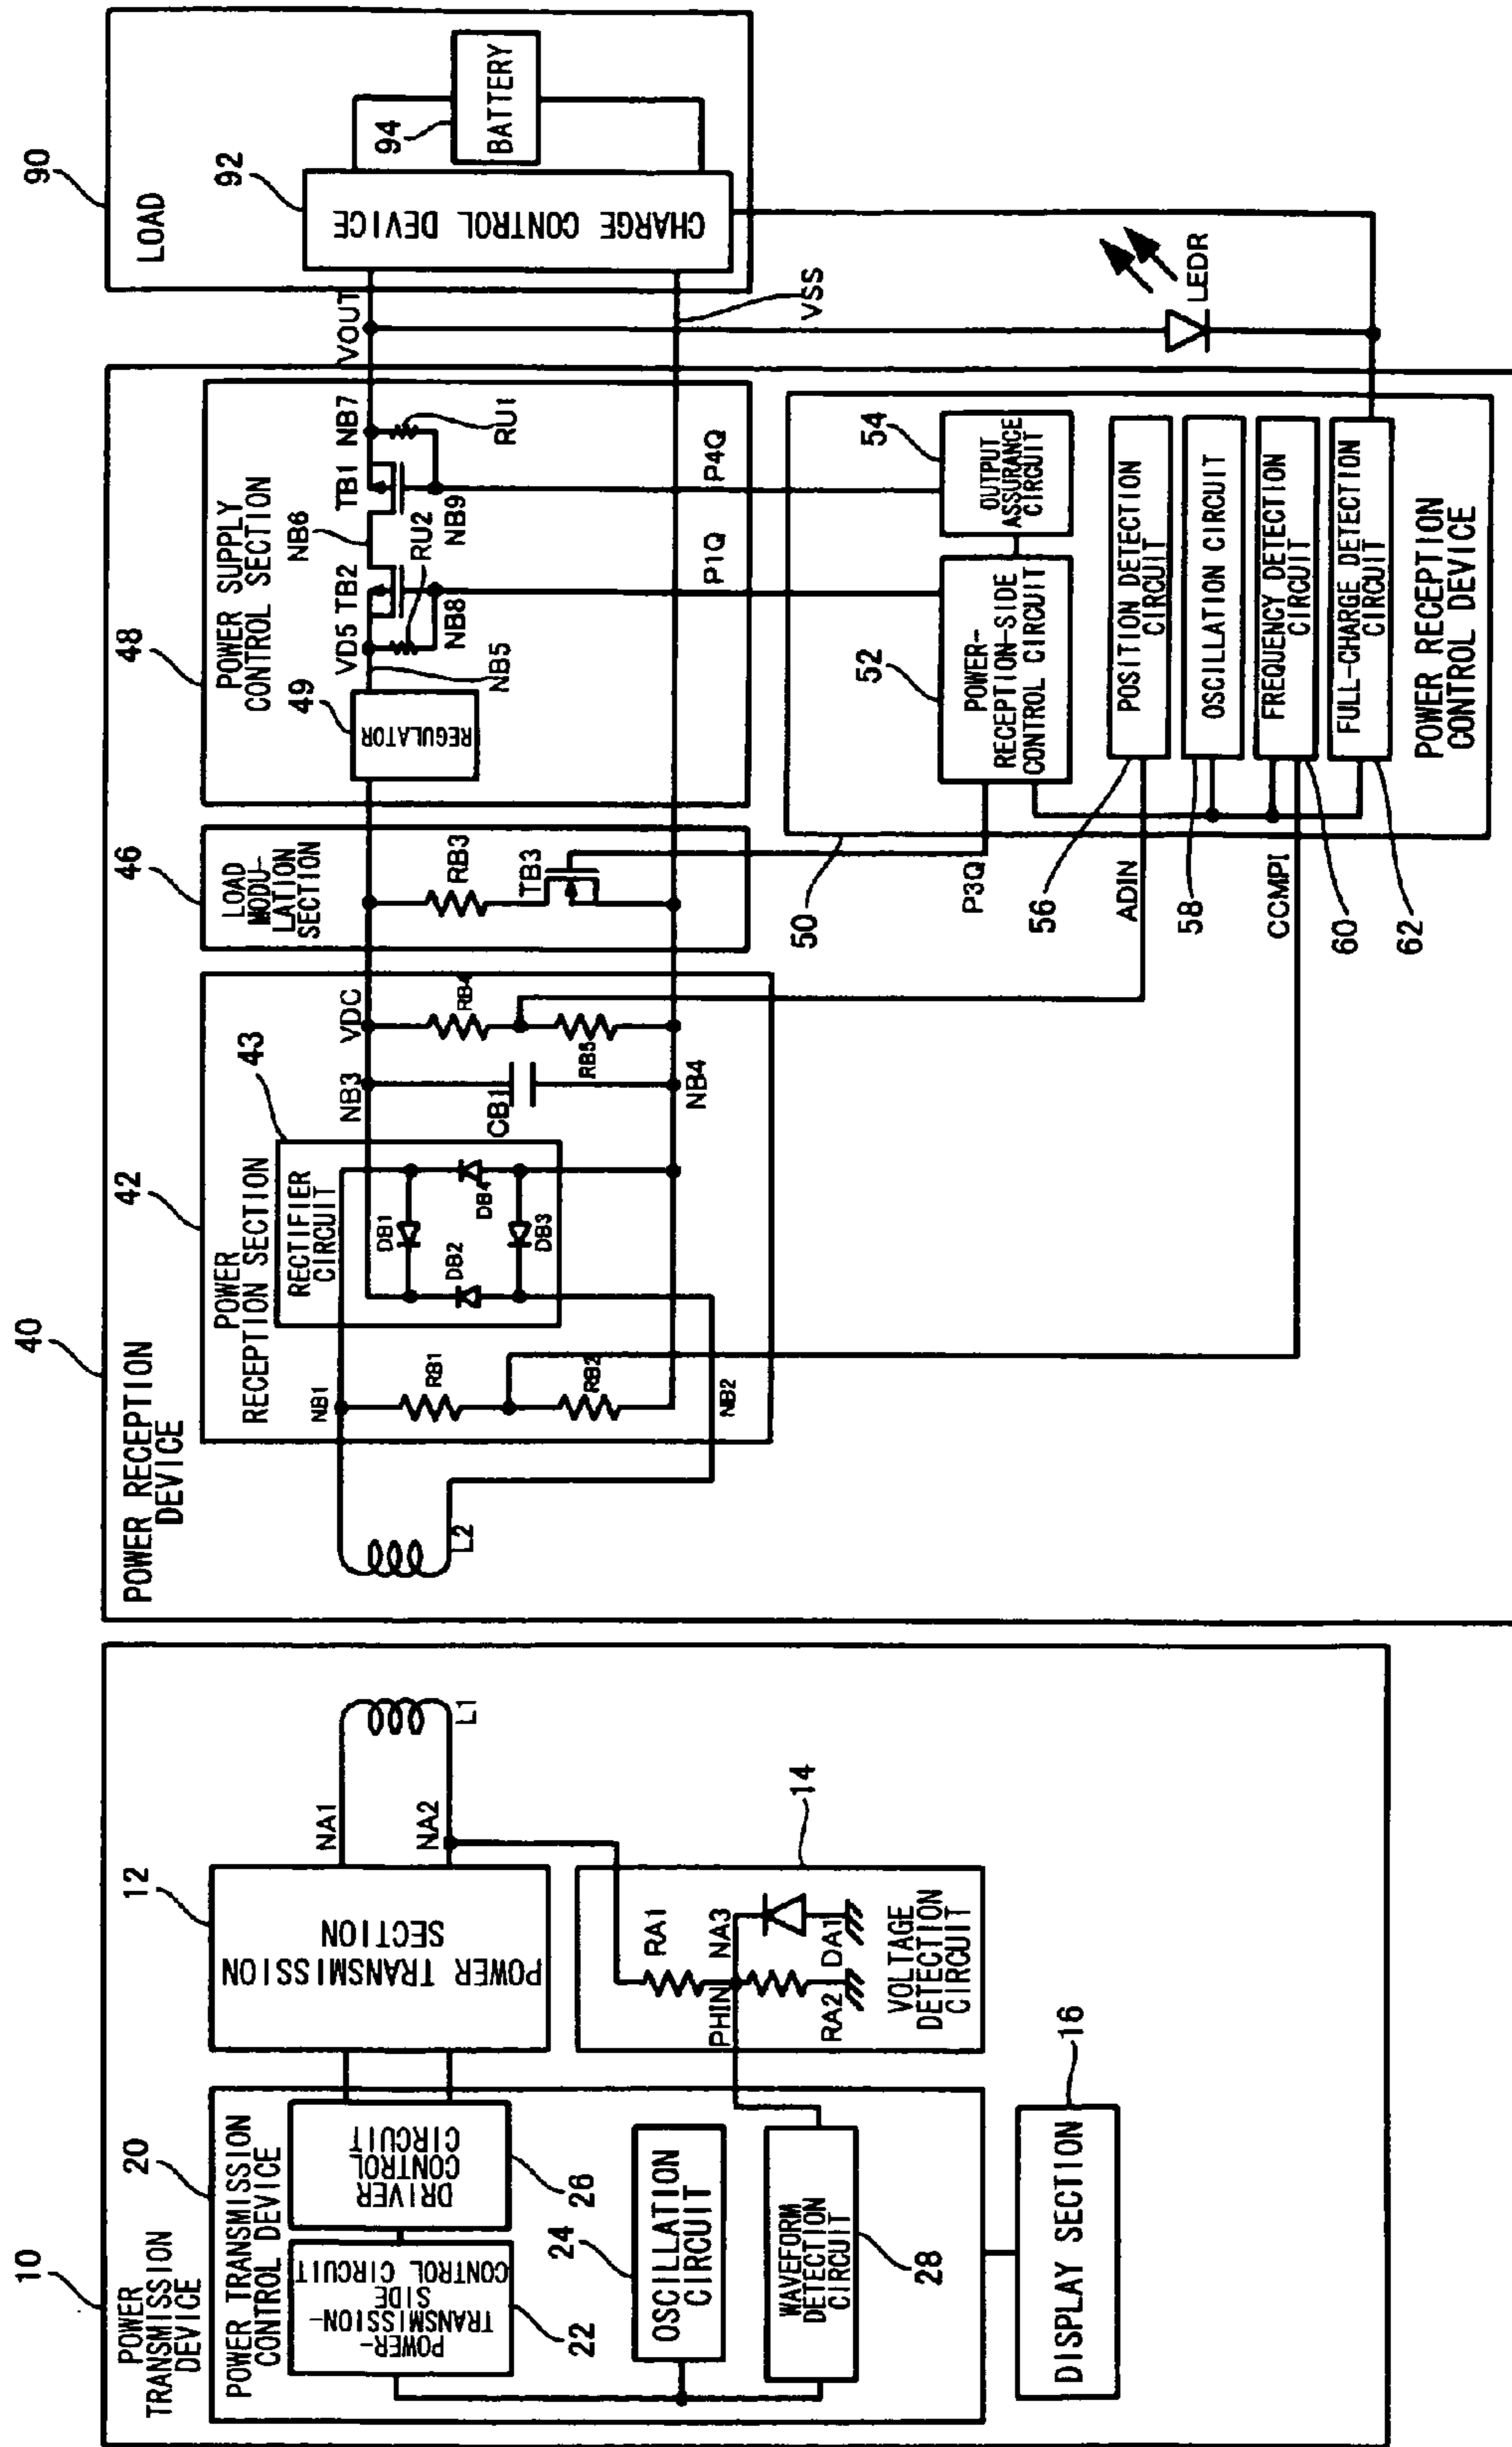 10
POWER
TRANSMISSION
DEVICE
20
POWER TRANSMISSION
CONTROL DEVICE
POWER-
TRANSMISSION-
SIDE
CONTROL CIRCUIT
22
DRIVER
CONTROL
CIRCUIT
26
24
OSCILLATION
CIRCUIT
WAVEFORM
DETECTION
CIRCUIT
28
DISPLAY SECTION
16
12
POWER TRANSMISSION
SECTION
NA1
NA2
L1
14
RA1
PHIN
NA3
RA2
DA1
VOLTAGE
DETECTION
CIRCUIT
40
POWER RECEPTION
DEVICE
L2
42
POWER
RECEPTION SECTION
43
RECTIFIER
CIRCUIT
NB1
RB1
RB2
NB2
DB1
DB2
DB4
DB3
NB3
VDC
CB1
RB4
RB5
NB4
46
LOAD
MODU-
LATION
SECTION
RB3
TB3
48
POWER SUPPLY
CONTROL SECTION
49
REGULATOR
VD5
TB2
NB6
TB1
NB7
NB5
NB8
RU2
NB9
RU1
VOUT
P1Q
P4Q
VSS
90
LOAD
92
CHARGE CONTROL DEVICE
94
BATTERY
LEDR
50
P3Q
52
POWER-
RECEPTION-SIDE
CONTROL CIRCUIT
54
OUTPUT
ASSURANCE
CIRCUIT
ADIN
56
POSITION DETECTION
CIRCUIT
58
OSCILLATION CIRCUIT
CCMPI
60
FREQUENCY DETECTION
CIRCUIT
62
FULL-CHARGE DETECTION
CIRCUIT
POWER RECEPTION
CONTROL DEVICE